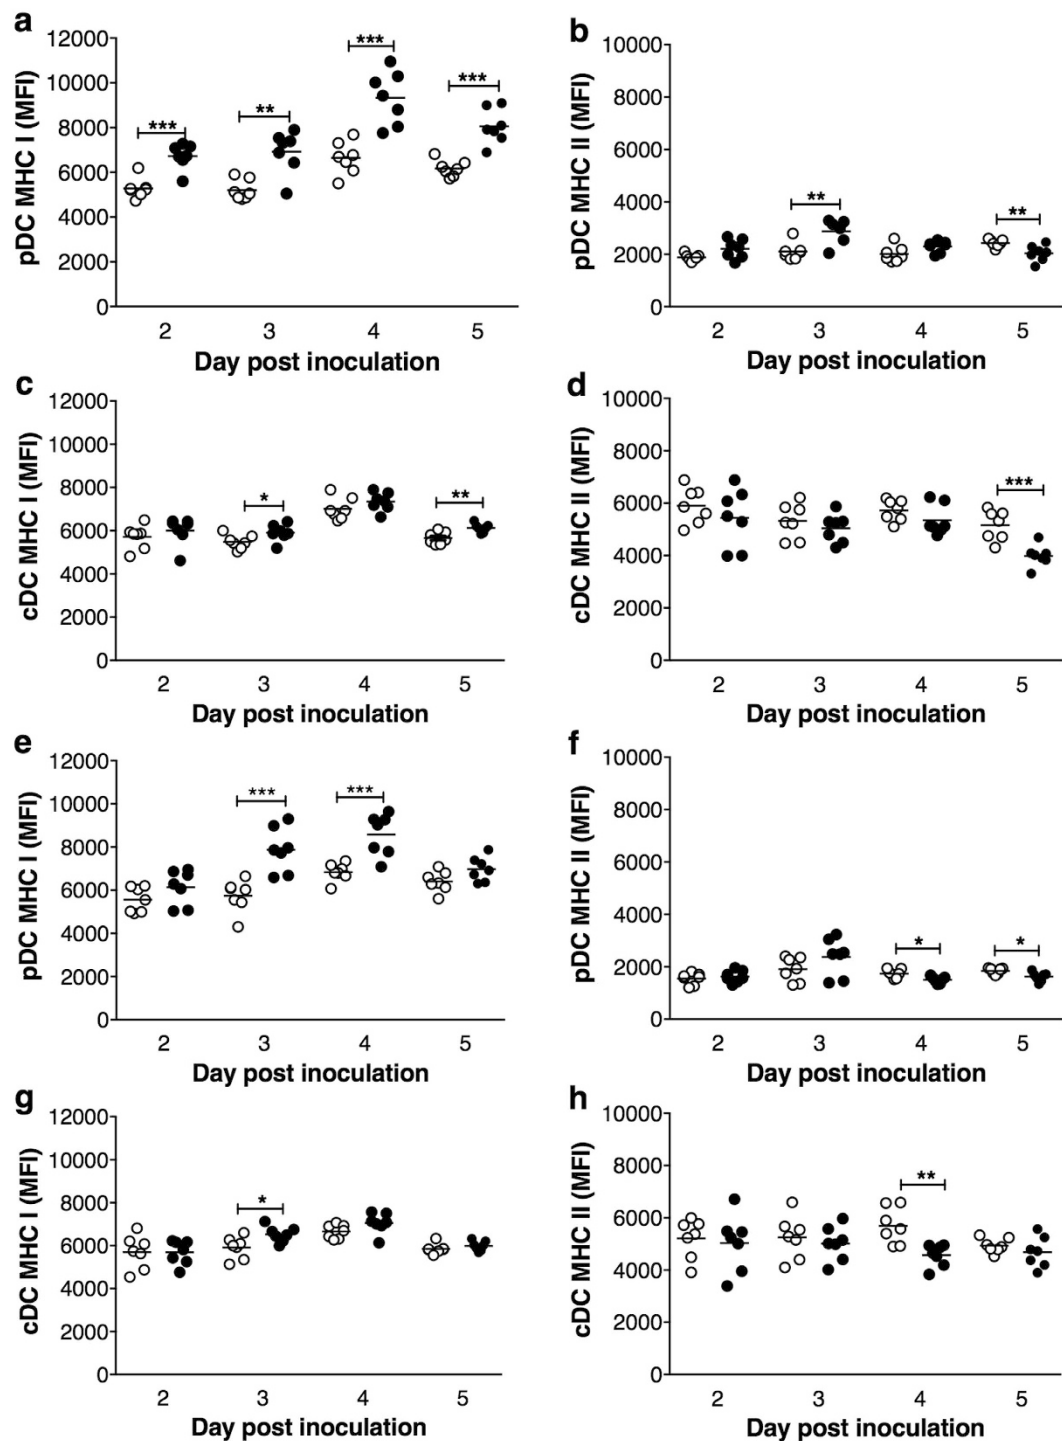 a
pDC MHC I (MFI)
12000
10000
8000
6000
4000
2000
0
***
**
***
***
2 3 4 5
Day post inoculation
b
pDC MHC II (MFI)
10000
8000
6000
4000
2000
0
**
**
2 3 4 5
Day post inoculation
c
cDC MHC I (MFI)
12000
10000
8000
6000
4000
2000
0
*
**
2 3 4 5
Day post inoculation
d
cDC MHC II (MFI)
10000
8000
6000
4000
2000
0
***
2 3 4 5
Day post inoculation
e
pDC MHC I (MFI)
12000
10000
8000
6000
4000
2000
0
***
***
2 3 4 5
Day post inoculation
f
pDC MHC II (MFI)
10000
8000
6000
4000
2000
0
*
*
2 3 4 5
Day post inoculation
g
cDC MHC I (MFI)
12000
10000
8000
6000
4000
2000
0
*
2 3 4 5
Day post inoculation
h
cDC MHC II (MFI)
10000
8000
6000
4000
2000
0
**
2 3 4 5
Day post inoculation